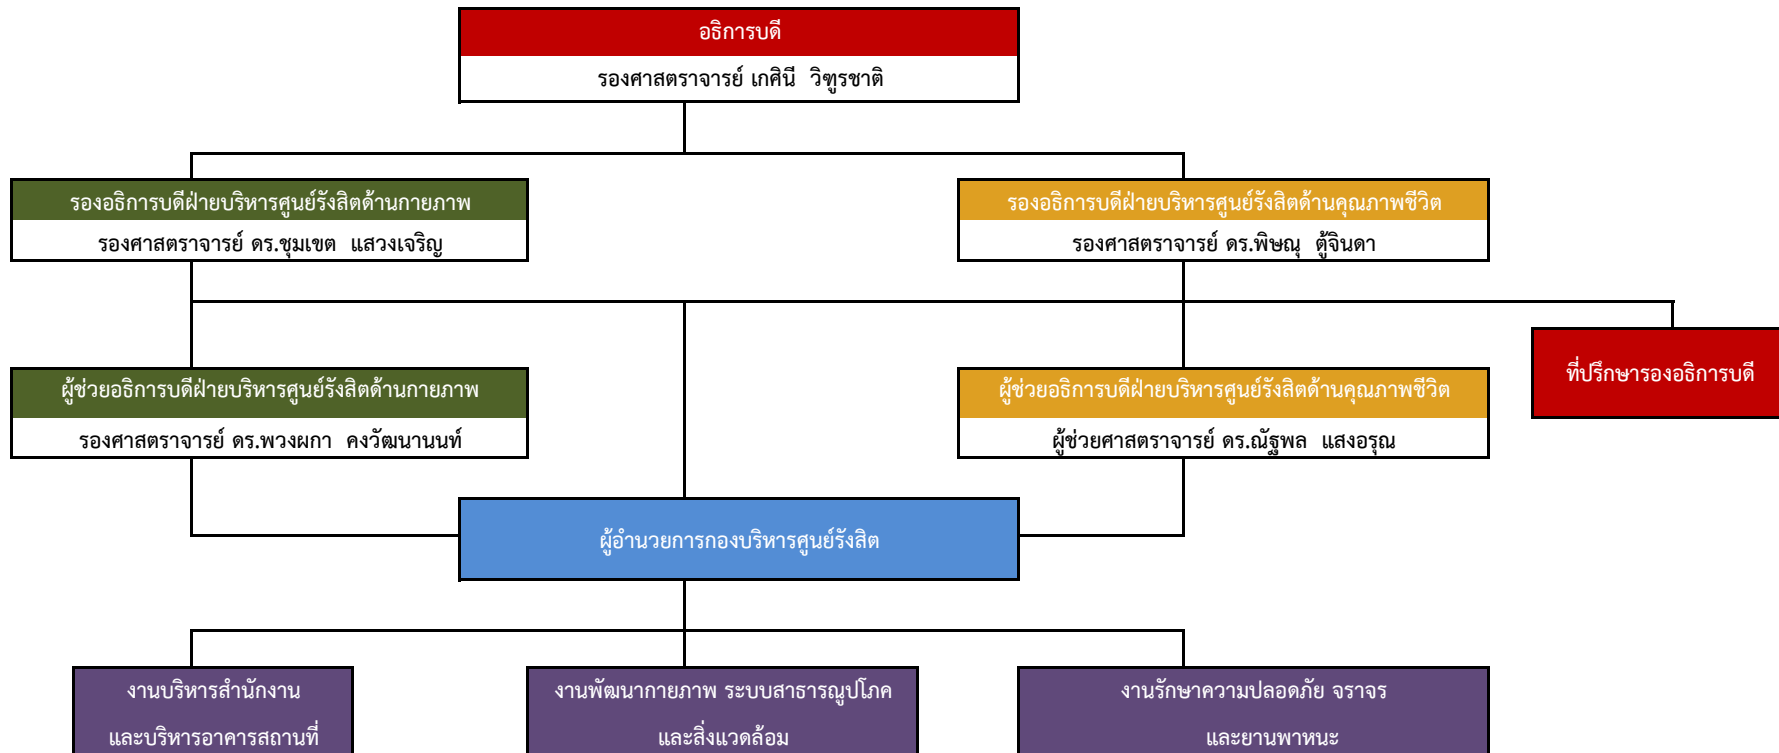 อธิการบดี
รองศาสตราจารย์ เกศินี วิฑูรชาติ
รองอธิการบดีฝ่ายบริหารศูนย์รังสิตด้านกายภาพ
รองศาสตราจารย์ ดร.ชุมเขต แสวงเจริญ
รองอธิการบดีฝ่ายบริหารศูนย์รังสิตด้านคุณภาพชีวิต
รองศาสตราจารย์ ดร.พิษณุ ตู้จินดา
ที่ปรึกษารองอธิการบดี
ผู้ช่วยอธิการบดีฝ่ายบริหารศูนย์รังสิตด้านกายภาพ
รองศาสตราจารย์ ดร.พวงผกา คงวัฒนานนท์
ผู้ช่วยอธิการบดีฝ่ายบริหารศูนย์รังสิตด้านคุณภาพชีวิต
ผู้ช่วยศาสตราจารย์ ดร.ณัฐพล แสงอรุณ
ผู้อำนวยการกองบริหารศูนย์รังสิต
งานบริหารสำนักงาน
และบริหารอาคารสถานที่
งานพัฒนากายภาพ ระบบสาธารณูปโภค
และสิ่งแวดล้อม
งานรักษาความปลอดภัย จราจร
และยานพาหนะ